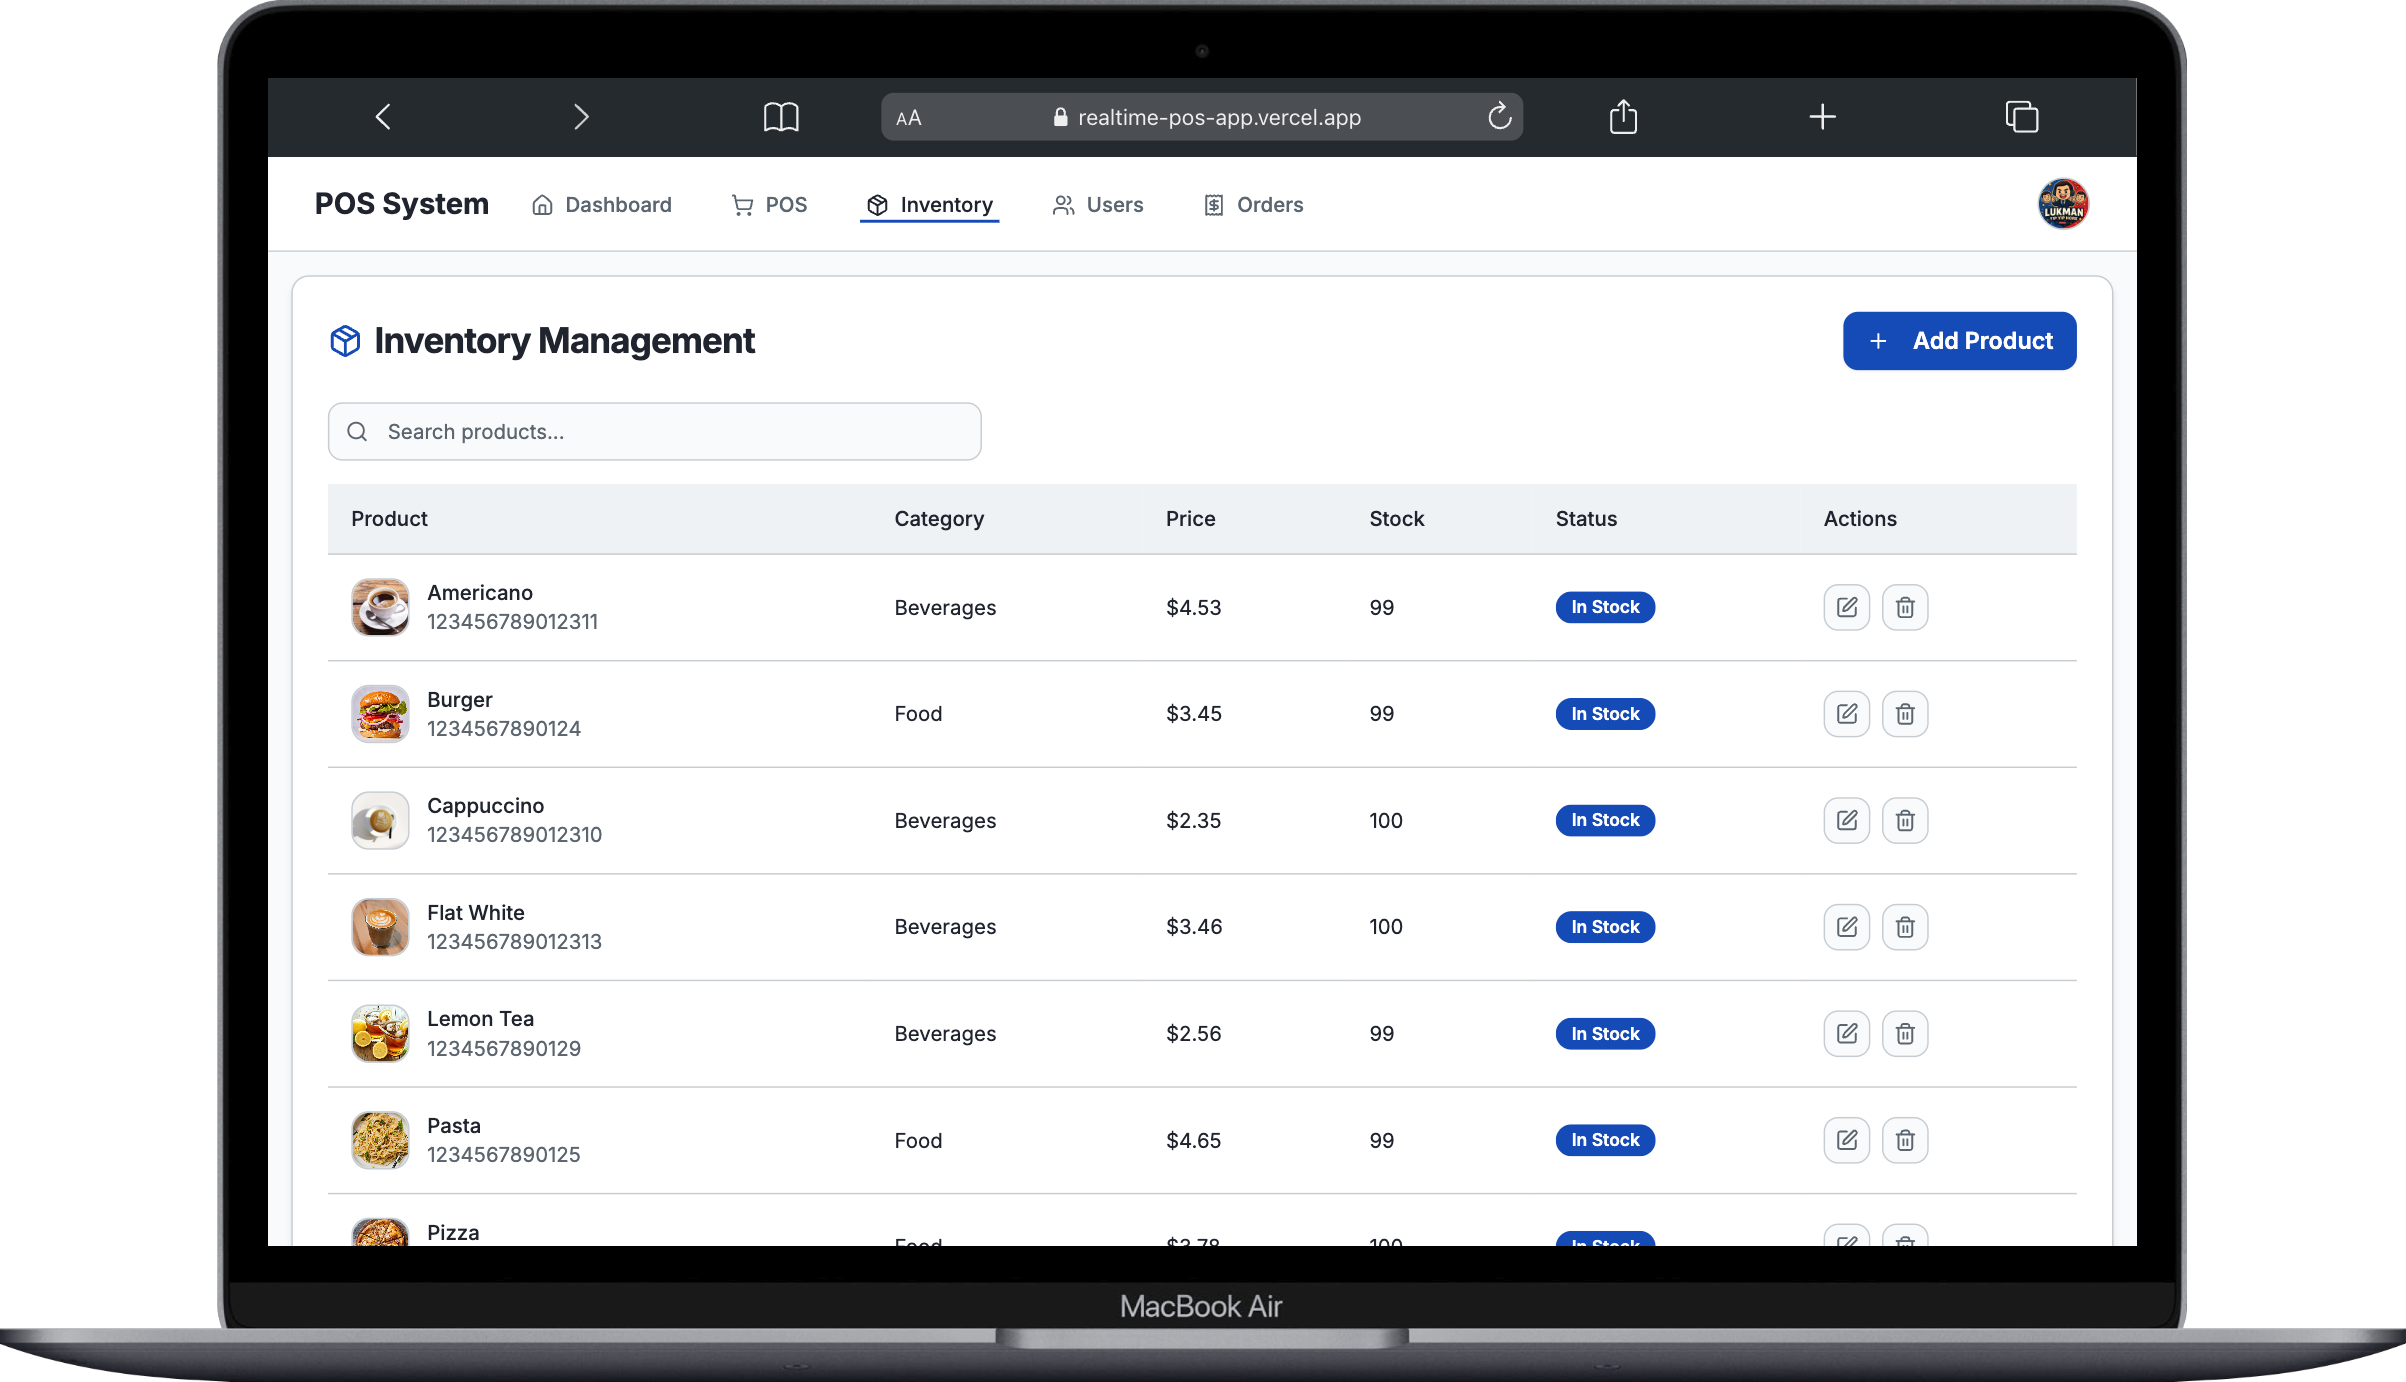 AA realtime-pos-app.vercel.app
POS System Dashboard POS Inventory Users Orders
LUKMAN
Inventory Management + Add Product
Search products...
Product Category Price Stock Status Actions
Americano
123456789012311
Beverages $4.53 99 In Stock
Burger
1234567890124
Food $3.45 99 In Stock
Cappuccino
123456789012310
Beverages $2.35 100 In Stock
Flat White
123456789012313
Beverages $3.46 100 In Stock
Lemon Tea
1234567890129
Beverages $2.56 99 In Stock
Pasta
1234567890125
Food $4.65 99 In Stock
Pizza
Food $3.78 100 In Stock
MacBook Air